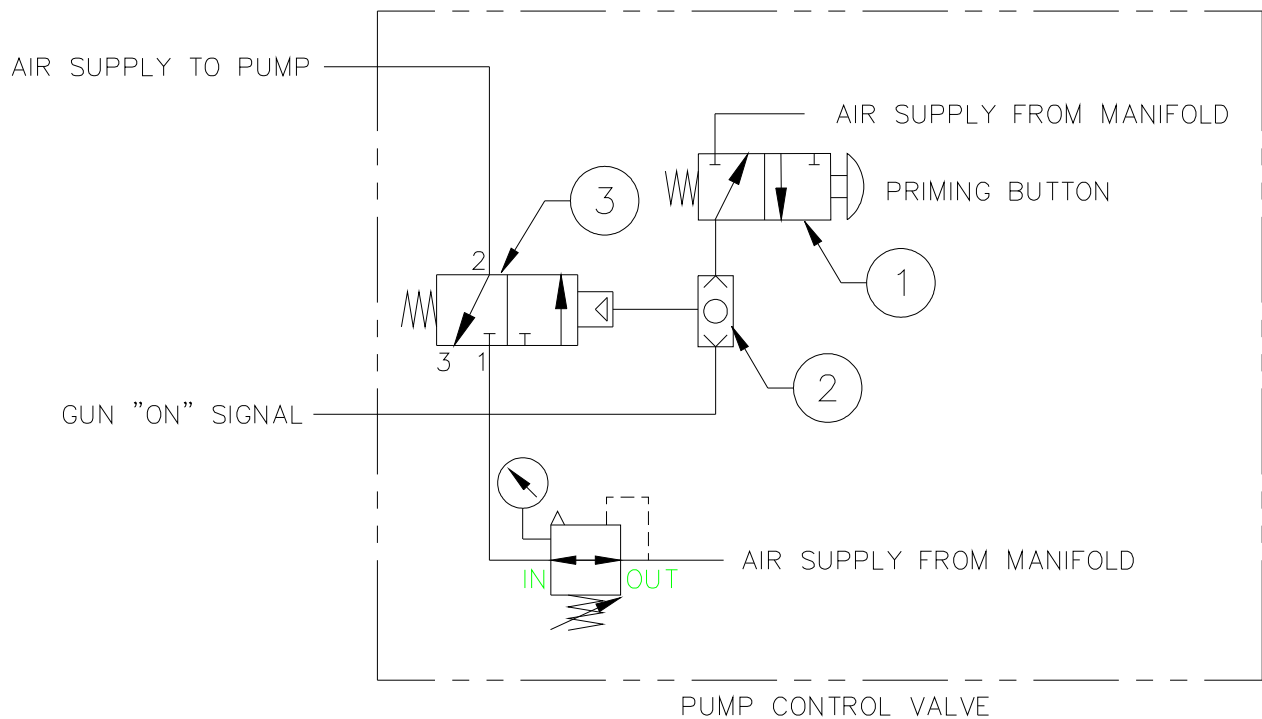 AIR SUPPLY TO PUMP
AIR SUPPLY FROM MANIFOLD
PRIMING BUTTON
3
1
2
3 1
2
GUN ”ON” SIGNAL
AIR SUPPLY FROM MANIFOLD
IN OUT
PUMP CONTROL VALVE